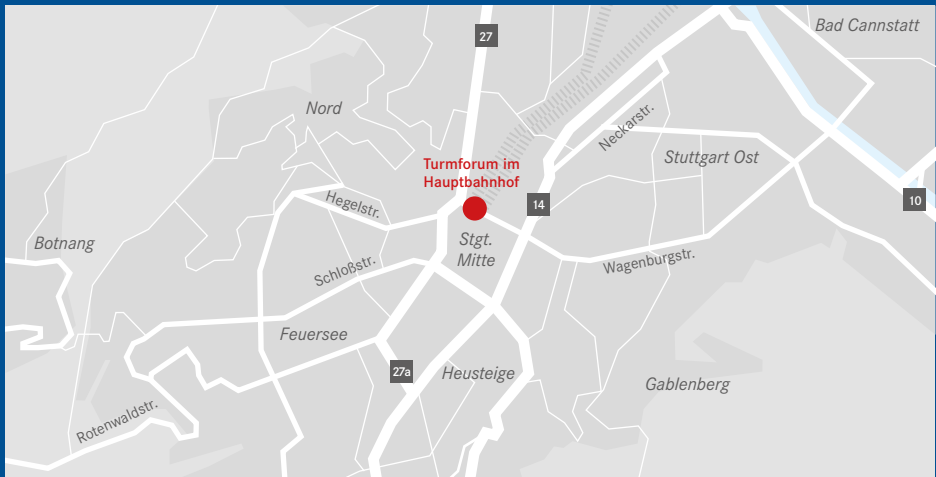 Bad Cannstatt
27
Nord
Neckarstr.
Stuttgart Ost
Turmforum im
Hauptbahnhof
Hegelstr.
14
10
Botnang
Stgt.
Mitte
Schloßstr.
Wagenburgstr.
Feuersee
27a
Heusteige
Gablenberg
Rotenwaldstr.